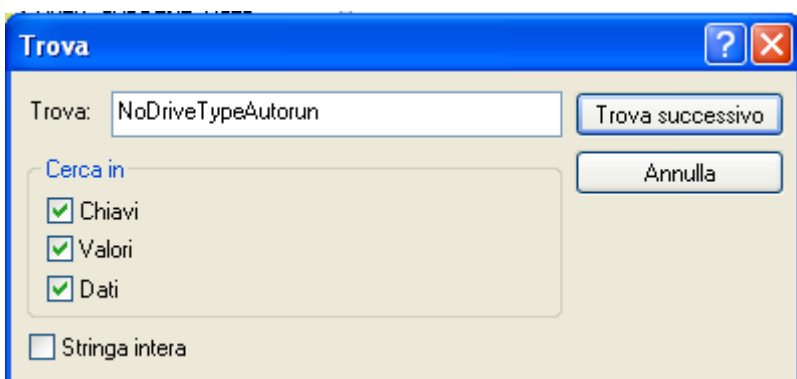 Trova
Trova: NoDriveTypeAutorun
Trova successivo
Cerca in
Annulla
Chiavi
Valori
Dati
Stringa intera